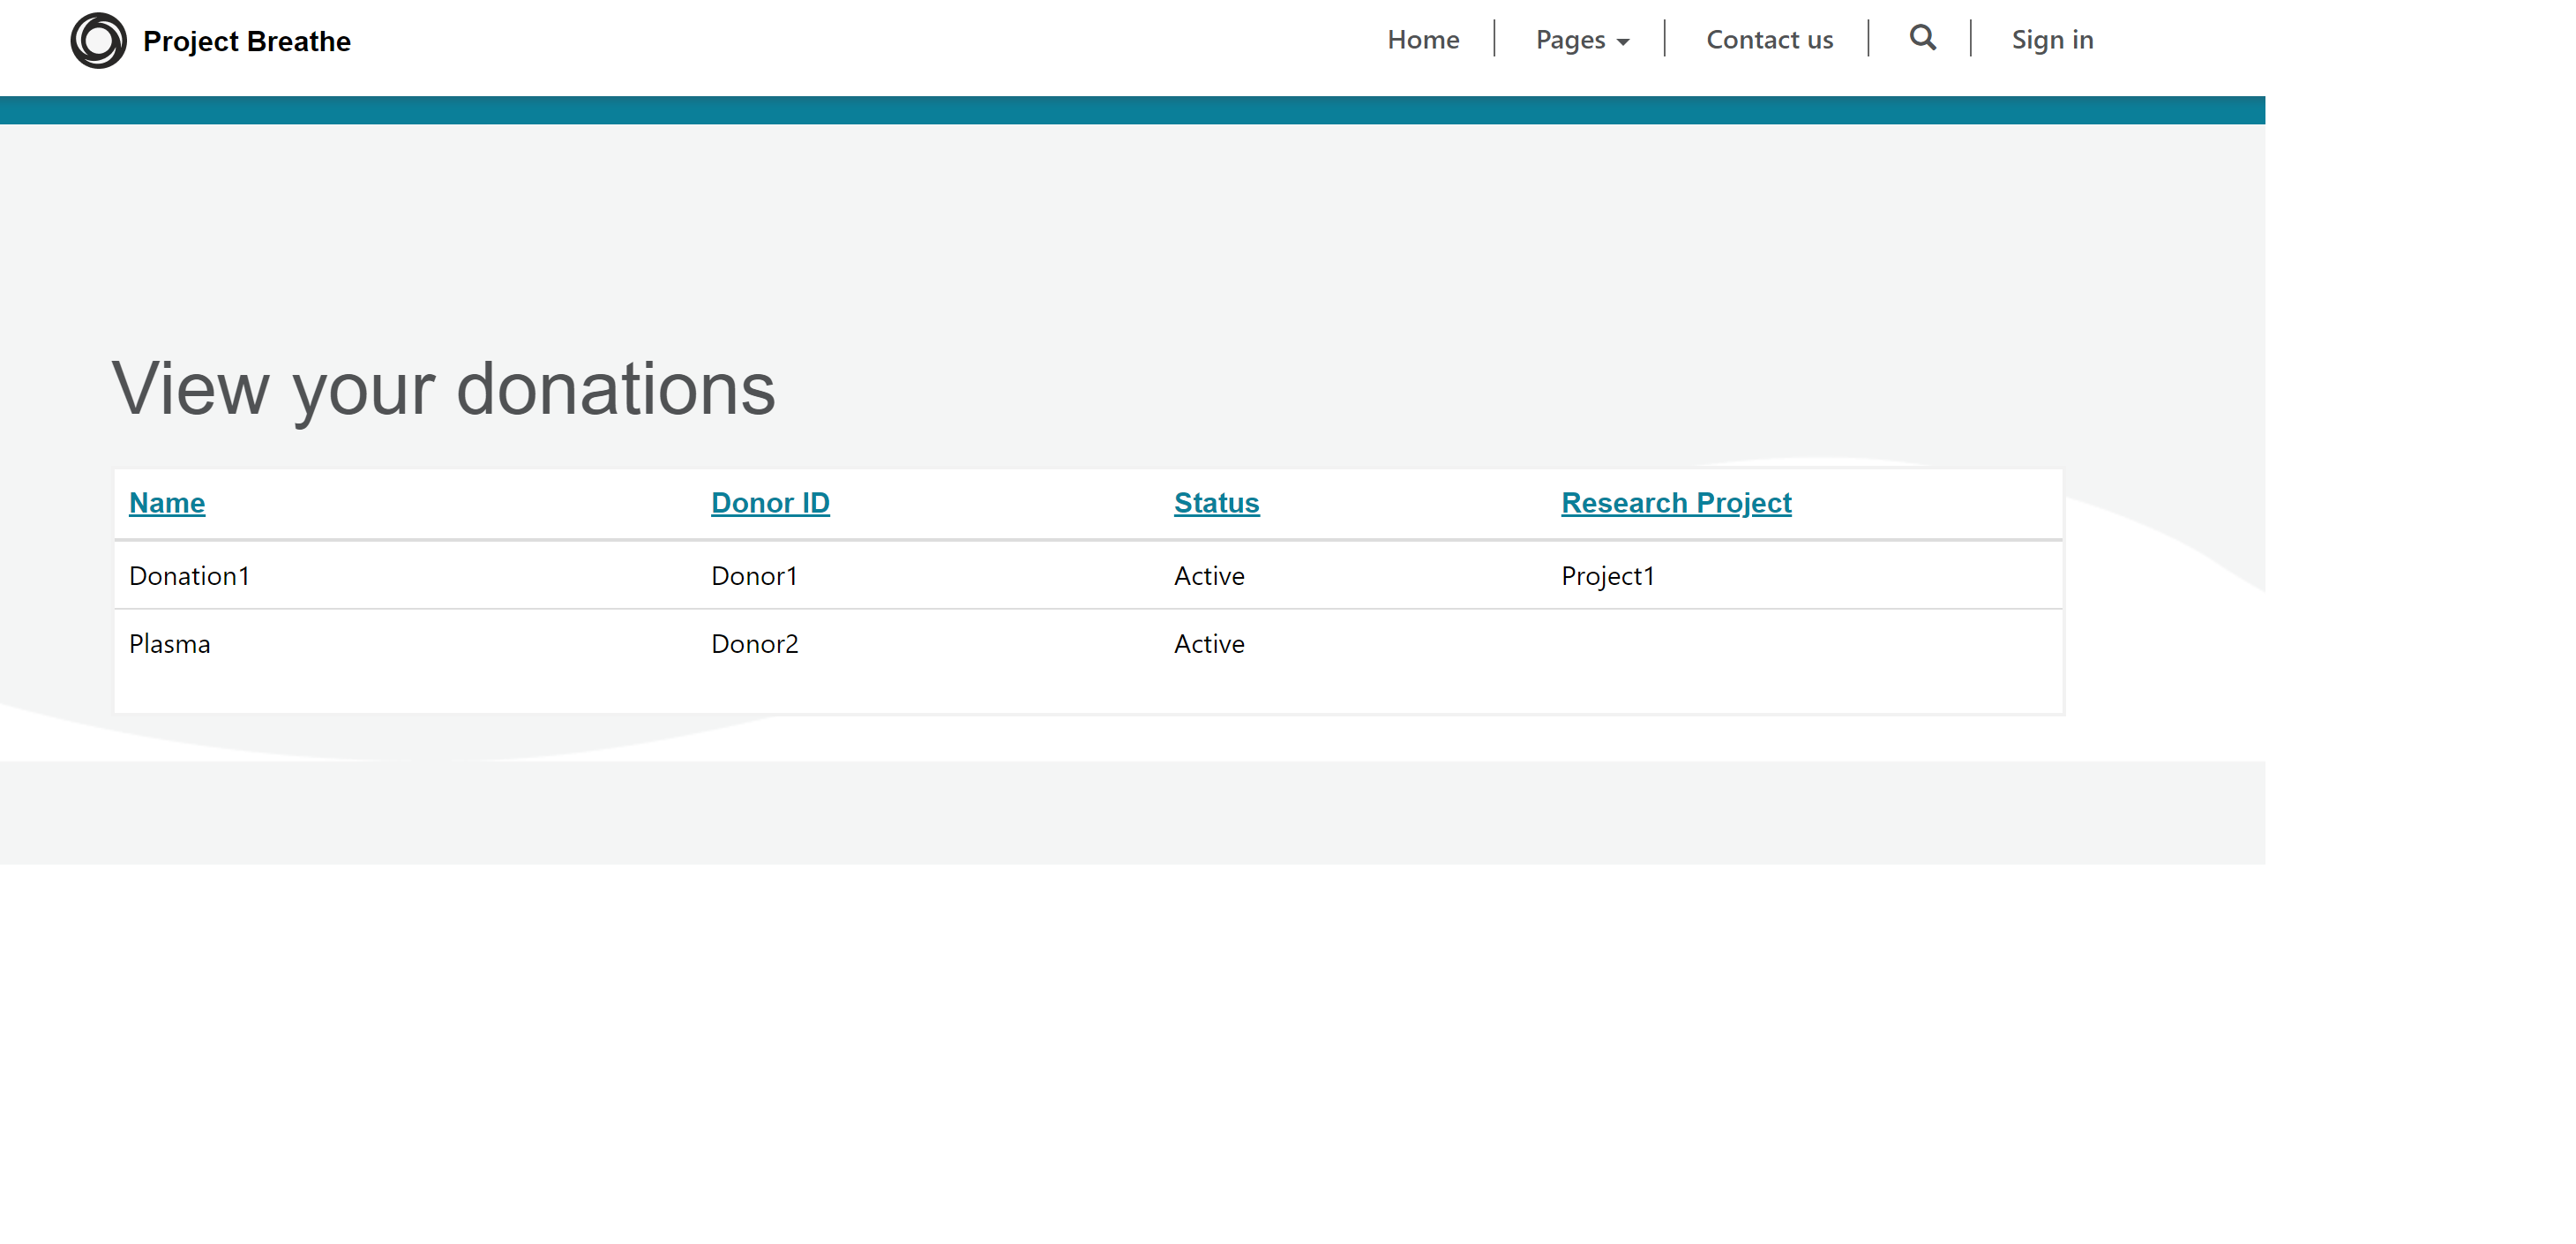 Project Breathe
Home Pages Contact us Sign in
View your donations
Name Donor ID Status Research Project
Donation1 Donor1 Active Project1
Plasma Donor2 Active